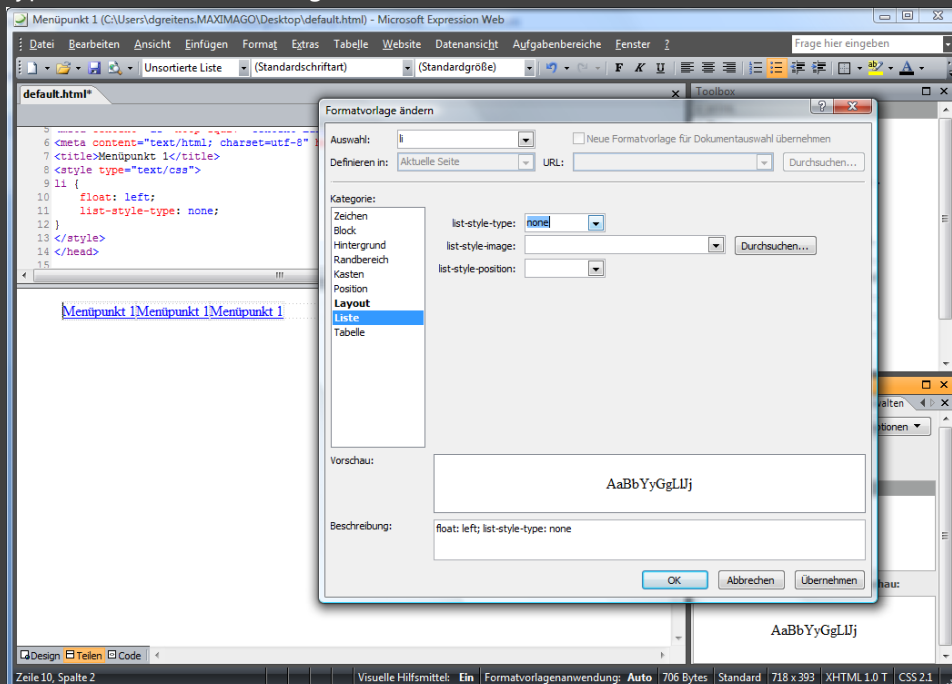 Menüpunkt 1 (C:\Users\dgreitens.MAXIMAGO\Desktop\default.html) - Microsoft Expression Web
Datei Bearbeiten Ansicht Einfügen Format Extras Tabelle Website Datenansicht Aufgabenbereiche Fenster ?
Frage hier eingeben
Unsortierte Liste (Standardschriftart) (Standardgröße) F K U
default.html*
Toolbox
6 <meta content="text/html; charset=utf-8"
7 <title>Menüpunkt 1</title>
8 <style type="text/css">
9 li {
10 float: left;
11 list-style-type: none;
12 }
13 </style>
14 </head>
15
Menüpunkt 1Menüpunkt 1Menüpunkt 1
Formatvorlage ändern
Auswahl: li
Neue Formatvorlage für Dokumentauswahl übernehmen
Definieren in: Aktuelle Seite URL: Durchsuchen...
Kategorie:
Zeichen
Block
Hintergrund
Randbereich
Kasten
Position
Layout
Liste
Tabelle
list-style-type: none
list-style-image: Durchsuchen...
list-style-position:
Vorschau:
AaBbYyGgLlJj
Beschreibung:
float: left; list-style-type: none
OK Abbrechen Übernehmen
AaBbYyGgLlJj
Design Teilen Code
Zeile 10, Spalte 2 Visuelle Hilfsmittel: Ein Formatvorlagenanwendung: Auto 706 Bytes Standard 718 x 393 XHTML 1.0 T CSS 2.1